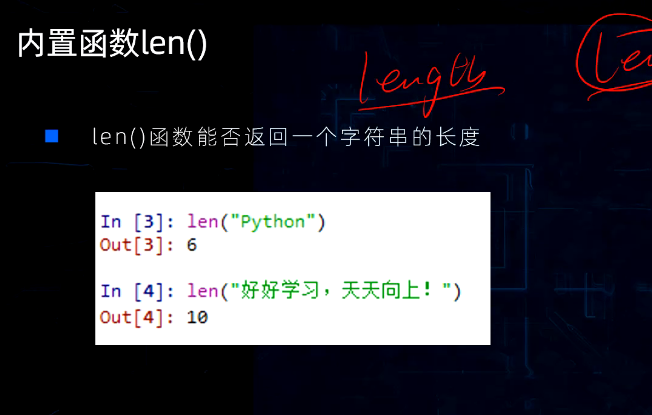 内置函数len()
Length
Len
len()函数能否返回一个字符串的长度
In [3]: len("Python")
Out[3]: 6
In [4]: len("好好学习，天天向上！")
Out[4]: 10